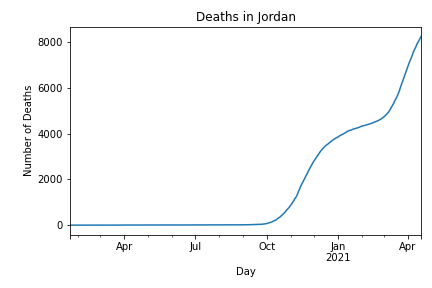 Deaths in Jordan
8000
6000
4000
2000
0
Number of Deaths
Apr
Jul
Oct
Jan
2021
Apr
Day